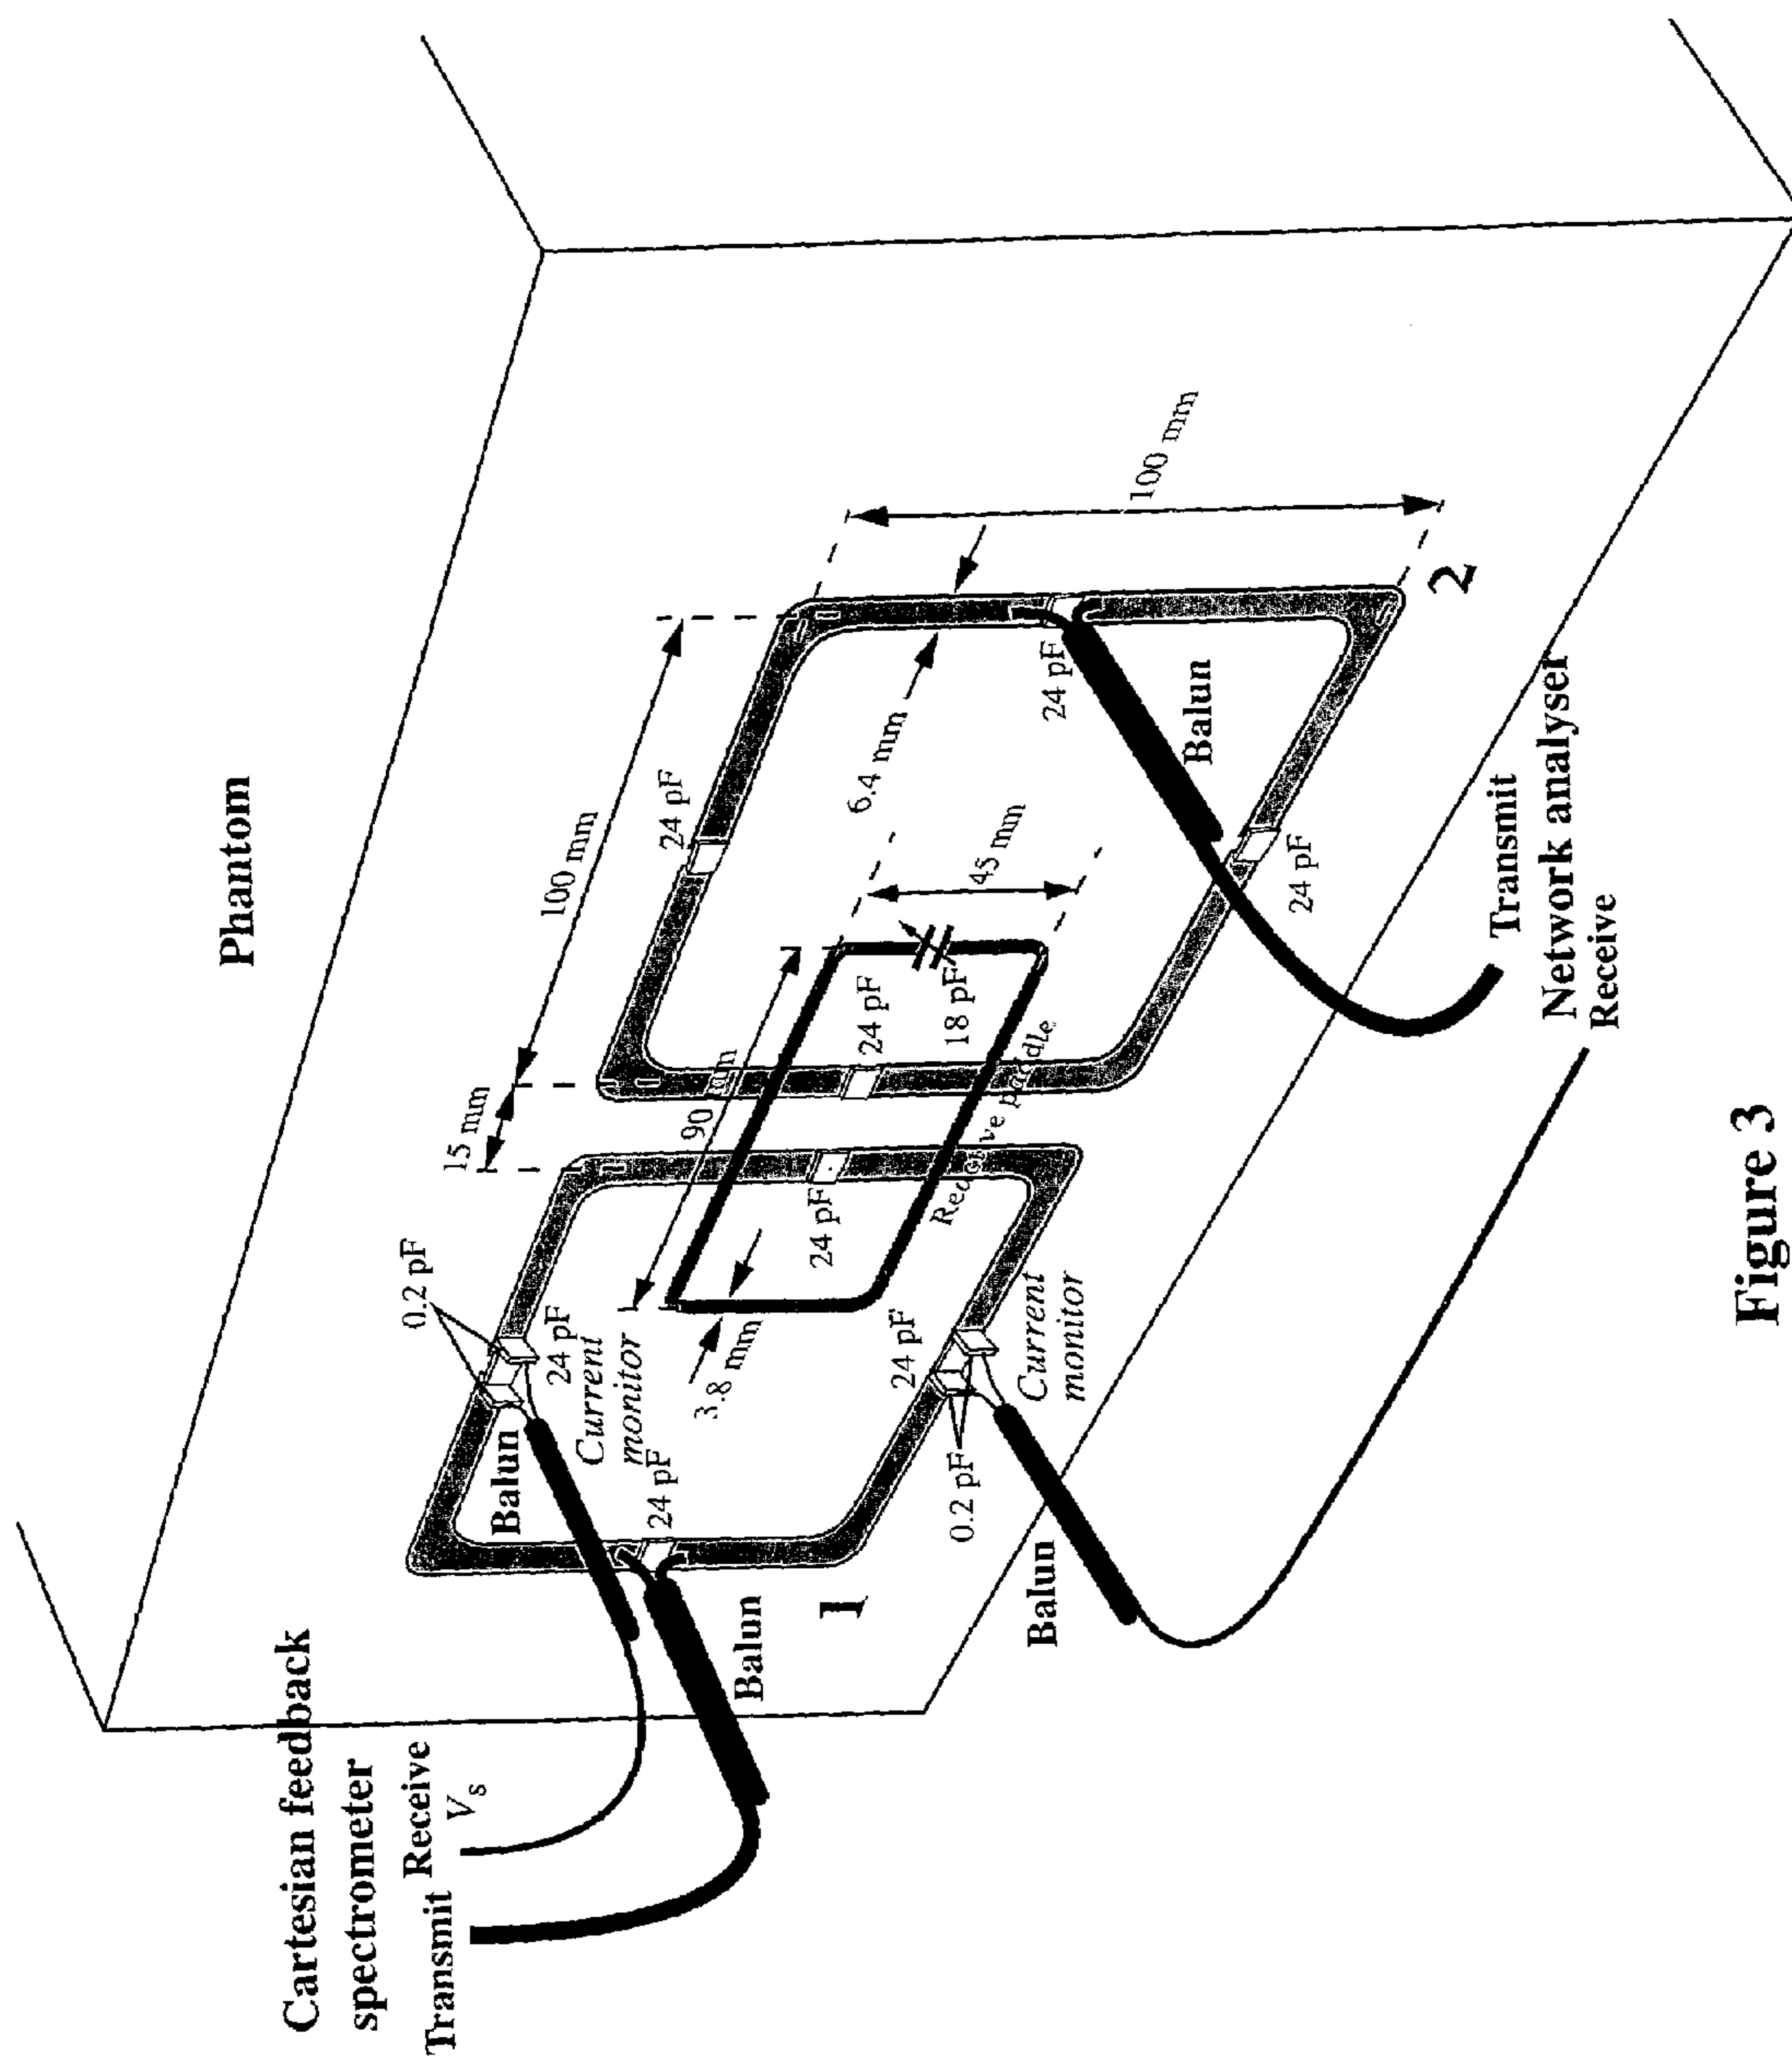 Phantom
Cartesian feedback
spectrometer
Transmit Receive
Vs
0.2 pF
15 mm
100 mm
24 pF
100 mm
6.4 mm
45 mm
90
24 pF
18 pF
24 pF
Balun
24 pF
Current
monitor
3.8 mm
24 pF
24 pF
Balun
24 pF
Balun
1
24 pF
0.2 pF
Current
monitor
Balun
2
24 pF
Transmit
Network analyser
Receive
Figure 3